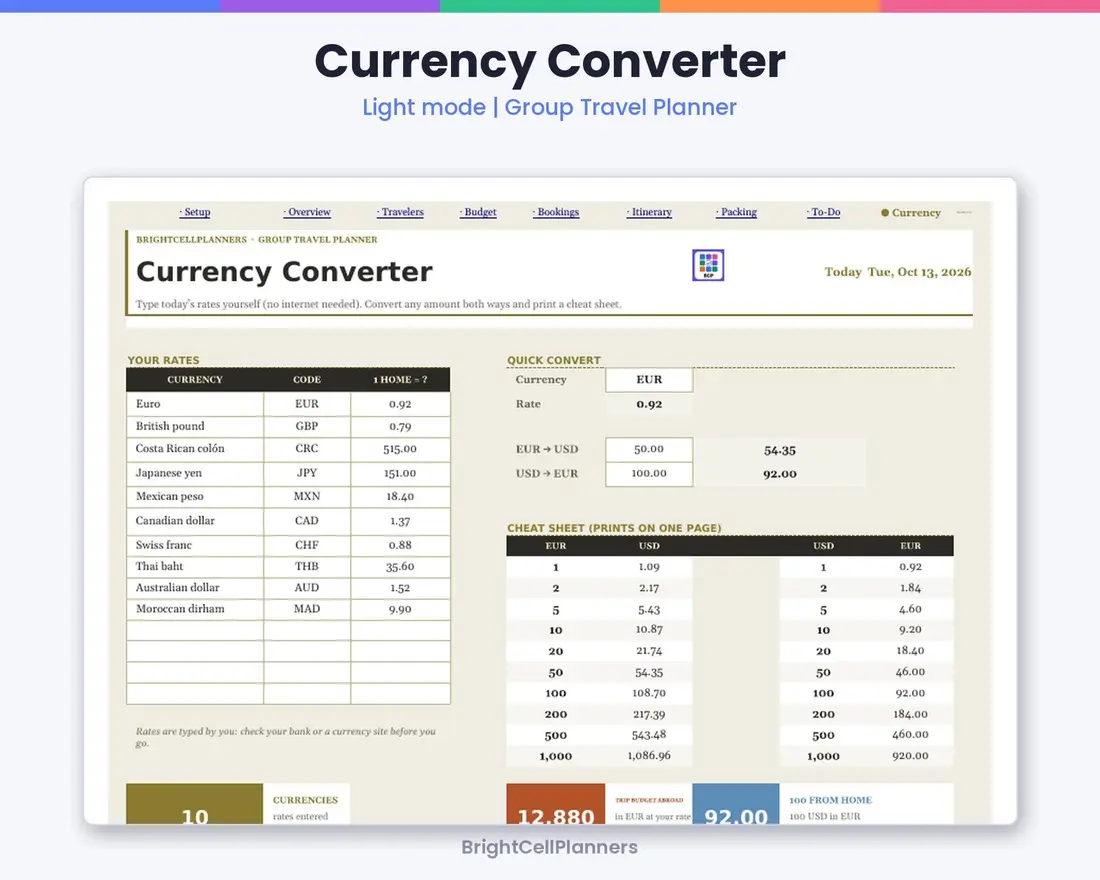 Currency Converter
Light mode | Group Travel Planner
· Setup · Overview · Travelers · Budget · Bookings · Itinerary · Packing · To-Do ● Currency
BRIGHTCELLPLANNERS · GROUP TRAVEL PLANNER
Currency Converter
BCP
Today Tue, Oct 13, 2026
Type today's rates yourself (no internet needed). Convert any amount both ways and print a cheat sheet.
YOUR RATES
CURRENCY CODE 1 HOME = ?
Euro EUR 0.92
British pound GBP 0.79
Costa Rican colón CRC 515.00
Japanese yen JPY 151.00
Mexican peso MXN 18.40
Canadian dollar CAD 1.37
Swiss franc CHF 0.88
Thai baht THB 35.60
Australian dollar AUD 1.52
Moroccan dirham MAD 9.90
Rates are typed by you: check your bank or a currency site before you
go.
QUICK CONVERT
Currency EUR
Rate 0.92
EUR → USD 50.00 54.35
USD → EUR 100.00 92.00
CHEAT SHEET (PRINTS ON ONE PAGE)
EUR USD USD EUR
1 1.09 1 0.92
2 2.17 2 1.84
5 5.43 5 4.60
10 10.87 10 9.20
20 21.74 20 18.40
50 54.35 50 46.00
100 108.70 100 92.00
200 217.39 200 184.00
500 543.48 500 460.00
1,000 1,086.96 1,000 920.00
10 CURRENCIES
rates entered
12,880 TRIP BUDGET ABROAD
in EUR at your rate
92.00 100 FROM HOME
100 USD in EUR
BrightCellPlanners